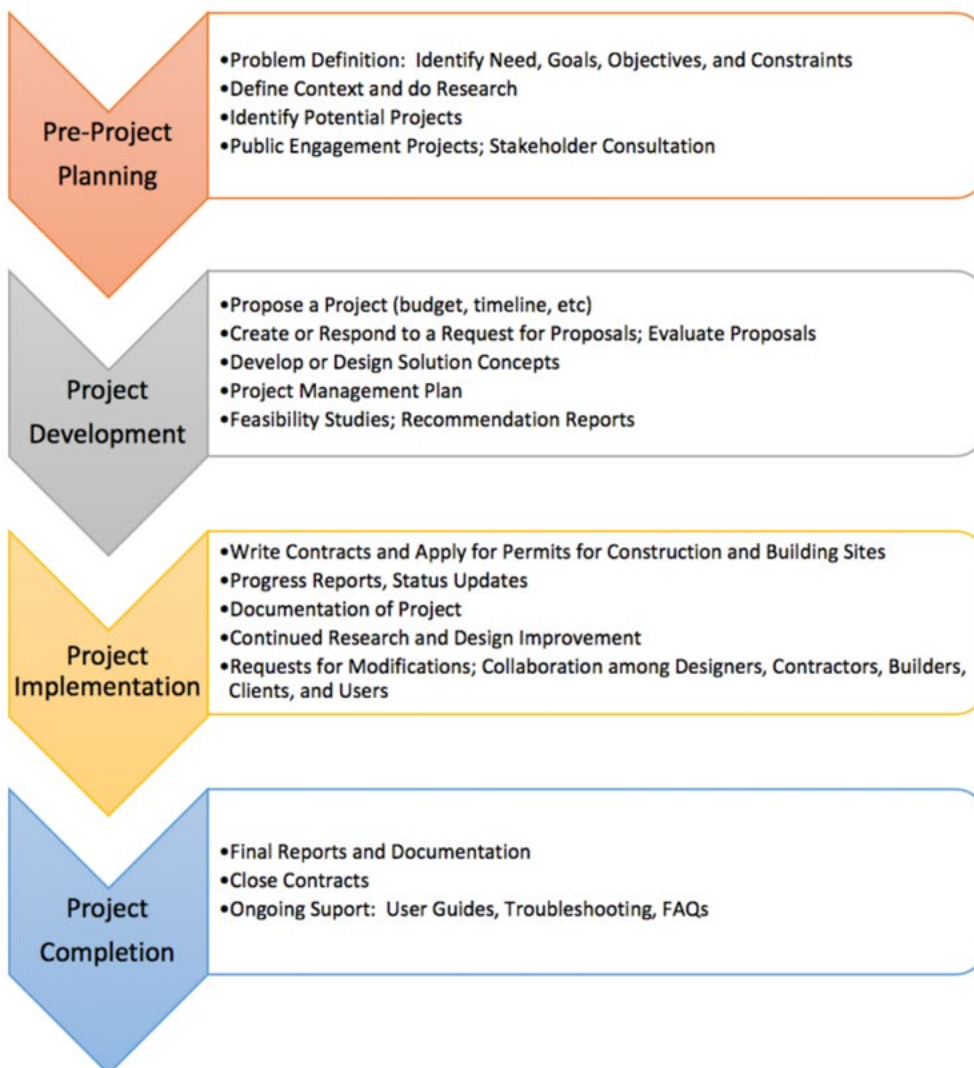 Pre-Project
Planning
•Problem Definition:  Identify Need, Goals, Objectives, and Constraints
•Define Context and do Research
•Identify Potential Projects
•Public Engagement Projects; Stakeholder Consultation
Project
Development
•Propose a Project (budget, timeline, etc)
•Create or Respond to a Request for Proposals; Evaluate Proposals
•Develop or Design Solution Concepts
•Project Management Plan
•Feasibility Studies; Recommendation Reports
Project
Implementation
•Write Contracts and Apply for Permits for Construction and Building Sites
•Progress Reports, Status Updates
•Documentation of Project
•Continued Research and Design Improvement
•Requests for Modifications; Collaboration among Designers, Contractors, Builders,
Clients, and Users
Project
Completion
•Final Reports and Documentation
•Close Contracts
•Ongoing Suport:  User Guides, Troubleshooting, FAQs